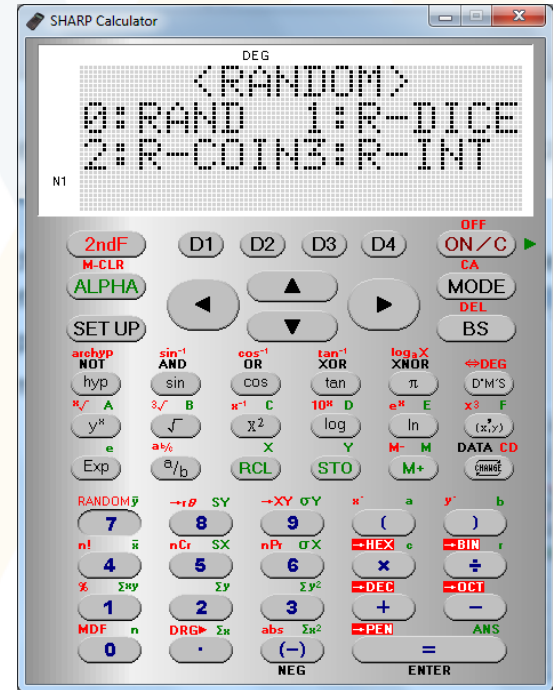 SHARP Calculator
DEG
<RANDOM>
0:RAND 1:R-DICE
2:R-COIN3:R-INT
N1
OFF
2ndF D1 D2 D3 D4 ON/C
M-CLR CA
ALPHA MODE
DEL
SET UP BS
archyp sin⁻¹ cos⁻¹ tan⁻¹ logₐX
NOT AND OR XOR XNOR ⇔DEG
hyp sin cos tan π D°M'S
ˣ√ A ³√ B x⁻¹ C 10ˣ D eˣ E x³ F
yˣ √ X² log ln (x,y)
e a b/c X Y M- M DATA CD
Exp a/b RCL STO M+ CHANGE
RANDOM ȳ →rθ SY →XY σY x´ a y´ b
7 8 9 ( )
n! x̄ nCr SX nPr σX →HEX c →BIN r
4 5 6 × ÷
% Σxy Σy Σy² →DEC →OCT
1 2 3 + −
MDF n DRG▶ Σx abs Σx² →PEN ANS
0 · (−) =
NEG ENTER